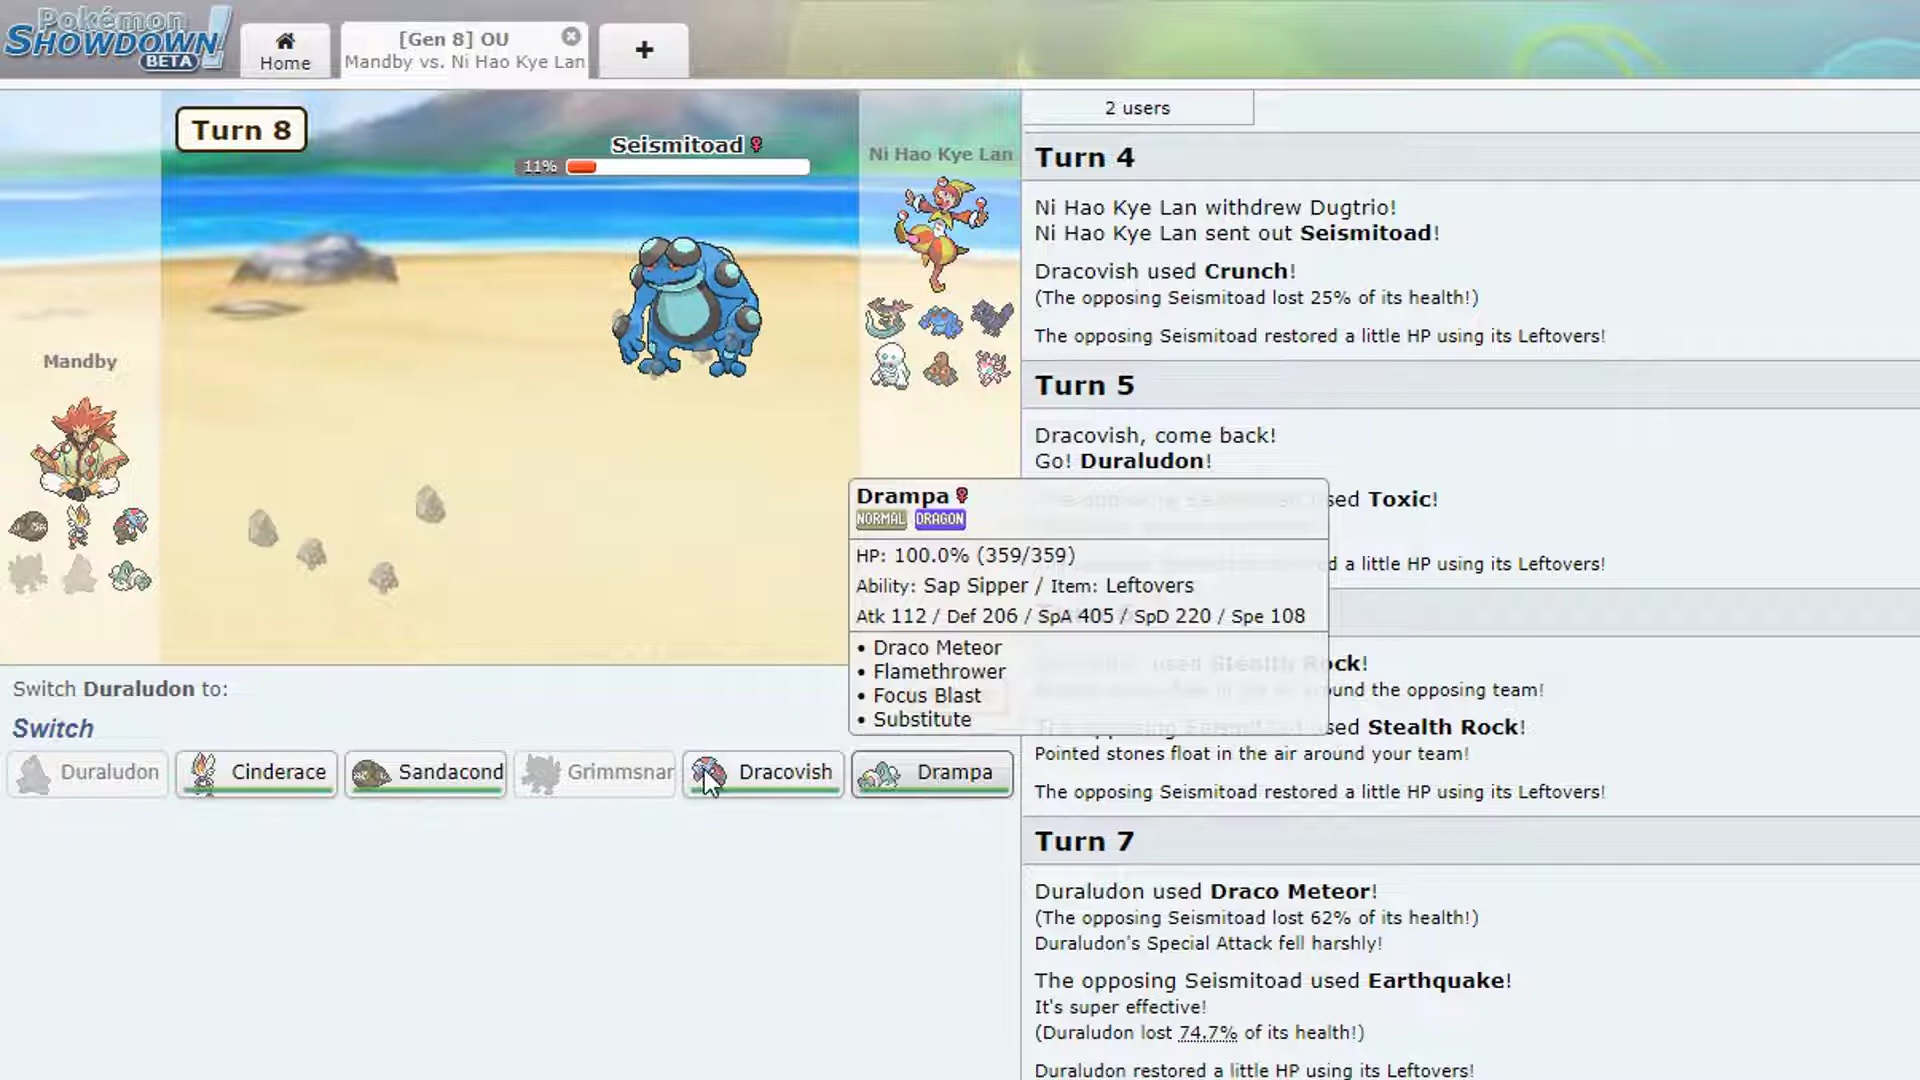 Pokémon
SHOWDOWN!
BETA
Home
[Gen 8] OU
Mandby vs. Ni Hao Kye Lan
+
Turn 8
Seismitoad
11%
Ni Hao Kye Lan
Mandby
2 users
Turn 4
Ni Hao Kye Lan withdrew Dugtrio!
Ni Hao Kye Lan sent out Seismitoad!
Dracovish used Crunch!
(The opposing Seismitoad lost 25% of its health!)
The opposing Seismitoad restored a little HP using its Leftovers!
Turn 5
Dracovish, come back!
Go! Duraludon!
used Toxic!
d a little HP using its Leftovers!
used Stealth Rock!
und the opposing team!
used Stealth Rock!
Pointed stones float in the air around your team!
The opposing Seismitoad restored a little HP using its Leftovers!
Turn 7
Duraludon used Draco Meteor!
(The opposing Seismitoad lost 62% of its health!)
Duraludon's Special Attack fell harshly!
The opposing Seismitoad used Earthquake!
It's super effective!
(Duraludon lost 74.7% of its health!)
Duraludon restored a little HP using its Leftovers!
Drampa
NORMAL DRAGON
HP: 100.0% (359/359)
Ability: Sap Sipper / Item: Leftovers
Atk 112 / Def 206 / SpA 405 / SpD 220 / Spe 108
• Draco Meteor
• Flamethrower
• Focus Blast
• Substitute
Switch Duraludon to:
Switch
Duraludon
Cinderace
Sandacond
Grimmsnar
Dracovish
Drampa